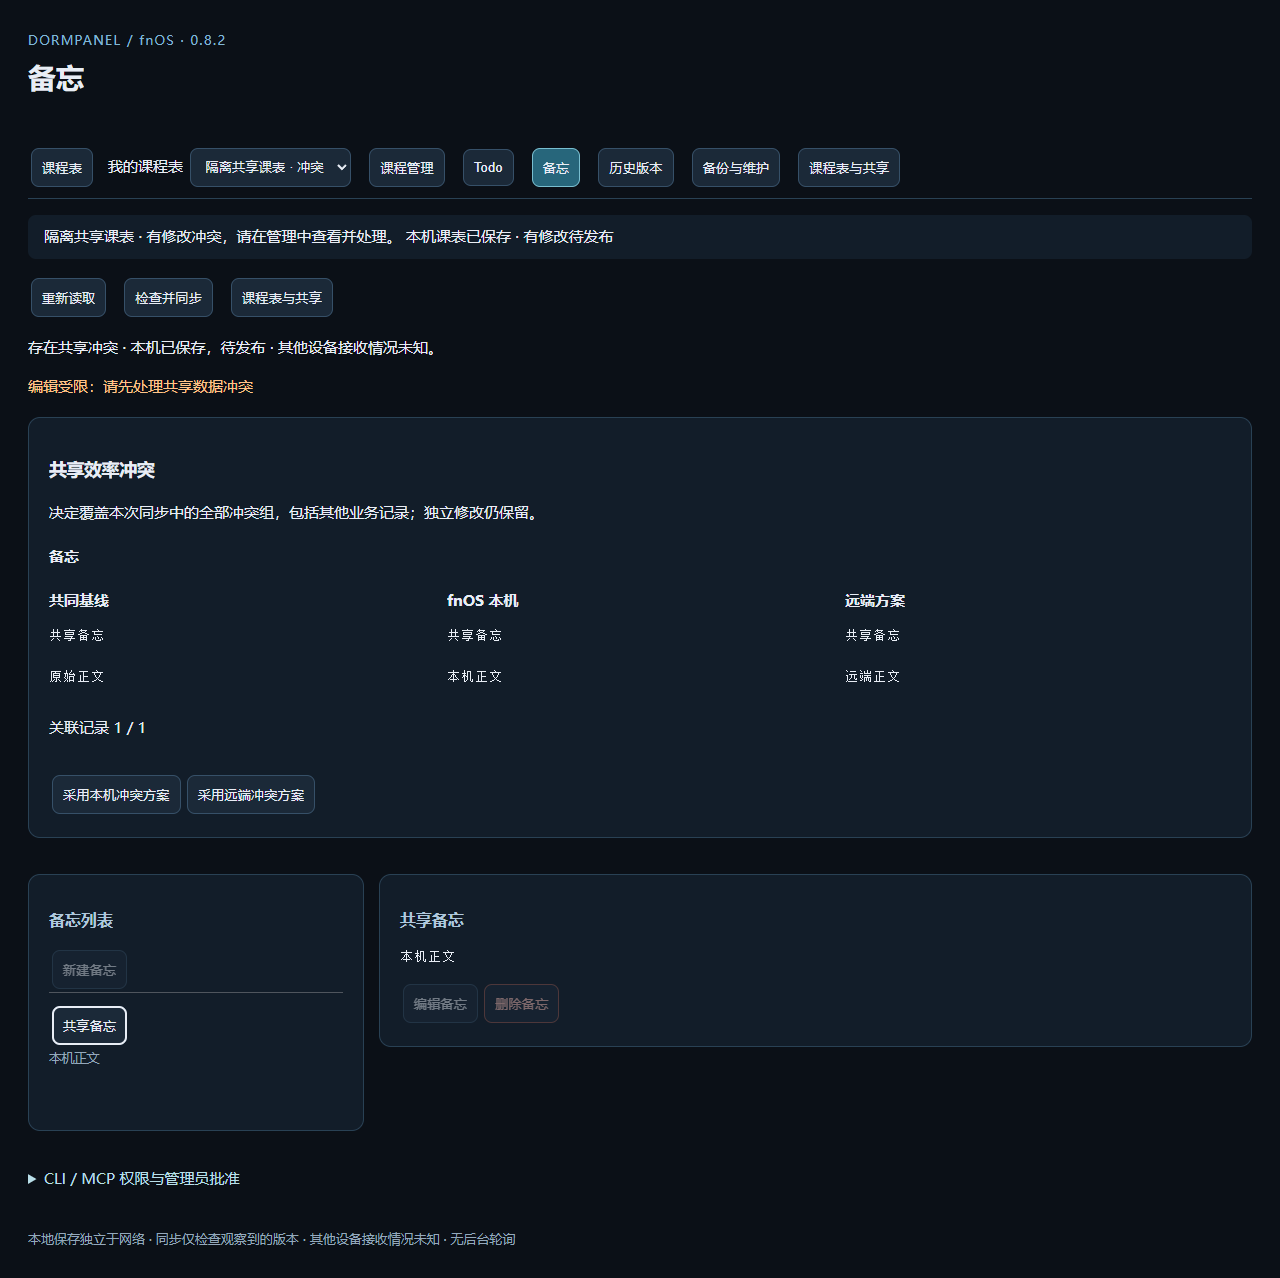 DORMPANEL / fnOS · 0.8.2
备忘
课程表 我的课程表 隔离共享课表 · 冲突 课程管理 Todo 备忘 历史版本 备份与维护 课程表与共享
隔离共享课表 · 有修改冲突，请在管理中查看并处理。 本机课表已保存 · 有修改待发布
重新读取 检查并同步 课程表与共享
存在共享冲突 · 本机已保存，待发布 · 其他设备接收情况未知。
编辑受限：请先处理共享数据冲突
共享效率冲突
决定覆盖本次同步中的全部冲突组，包括其他业务记录；独立修改仍保留。
备忘
共同基线 fnOS 本机 远端方案
共享备忘 共享备忘 共享备忘
原始正文 本机正文 远端正文
关联记录 1 / 1
采用本机冲突方案 采用远端冲突方案
备忘列表
新建备忘
共享备忘
本机正文
共享备忘
本机正文
编辑备忘 删除备忘
CLI / MCP 权限与管理员批准
本地保存独立于网络 · 同步仅检查观察到的版本 · 其他设备接收情况未知 · 无后台轮询